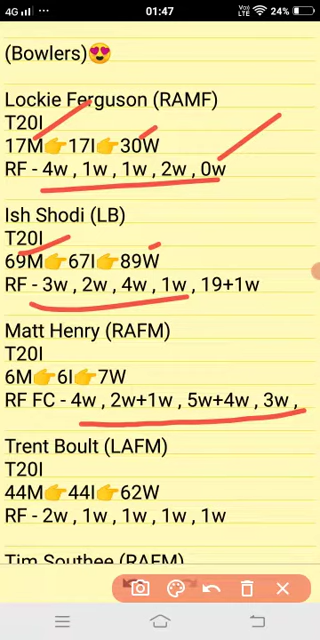 4G
01:47
Vo) LTE 24%
(Bowlers)😍
Lockie Ferguson (RAMF)
T20I
17M👉17I👉30W
RF - 4w , 1w , 1w , 2w , 0w
Ish Shodi (LB)
T20I
69M👉67I👉89W
RF - 3w , 2w , 4w , 1w , 19+1w
Matt Henry (RAFM)
T20I
6M👉6I👉7W
RF FC - 4w , 2w+1w , 5w+4w , 3w ,
Trent Boult (LAFM)
T20I
44M👉44I👉62W
RF - 2w , 1w , 1w , 1w , 1w
Tim Southee (RAFM)